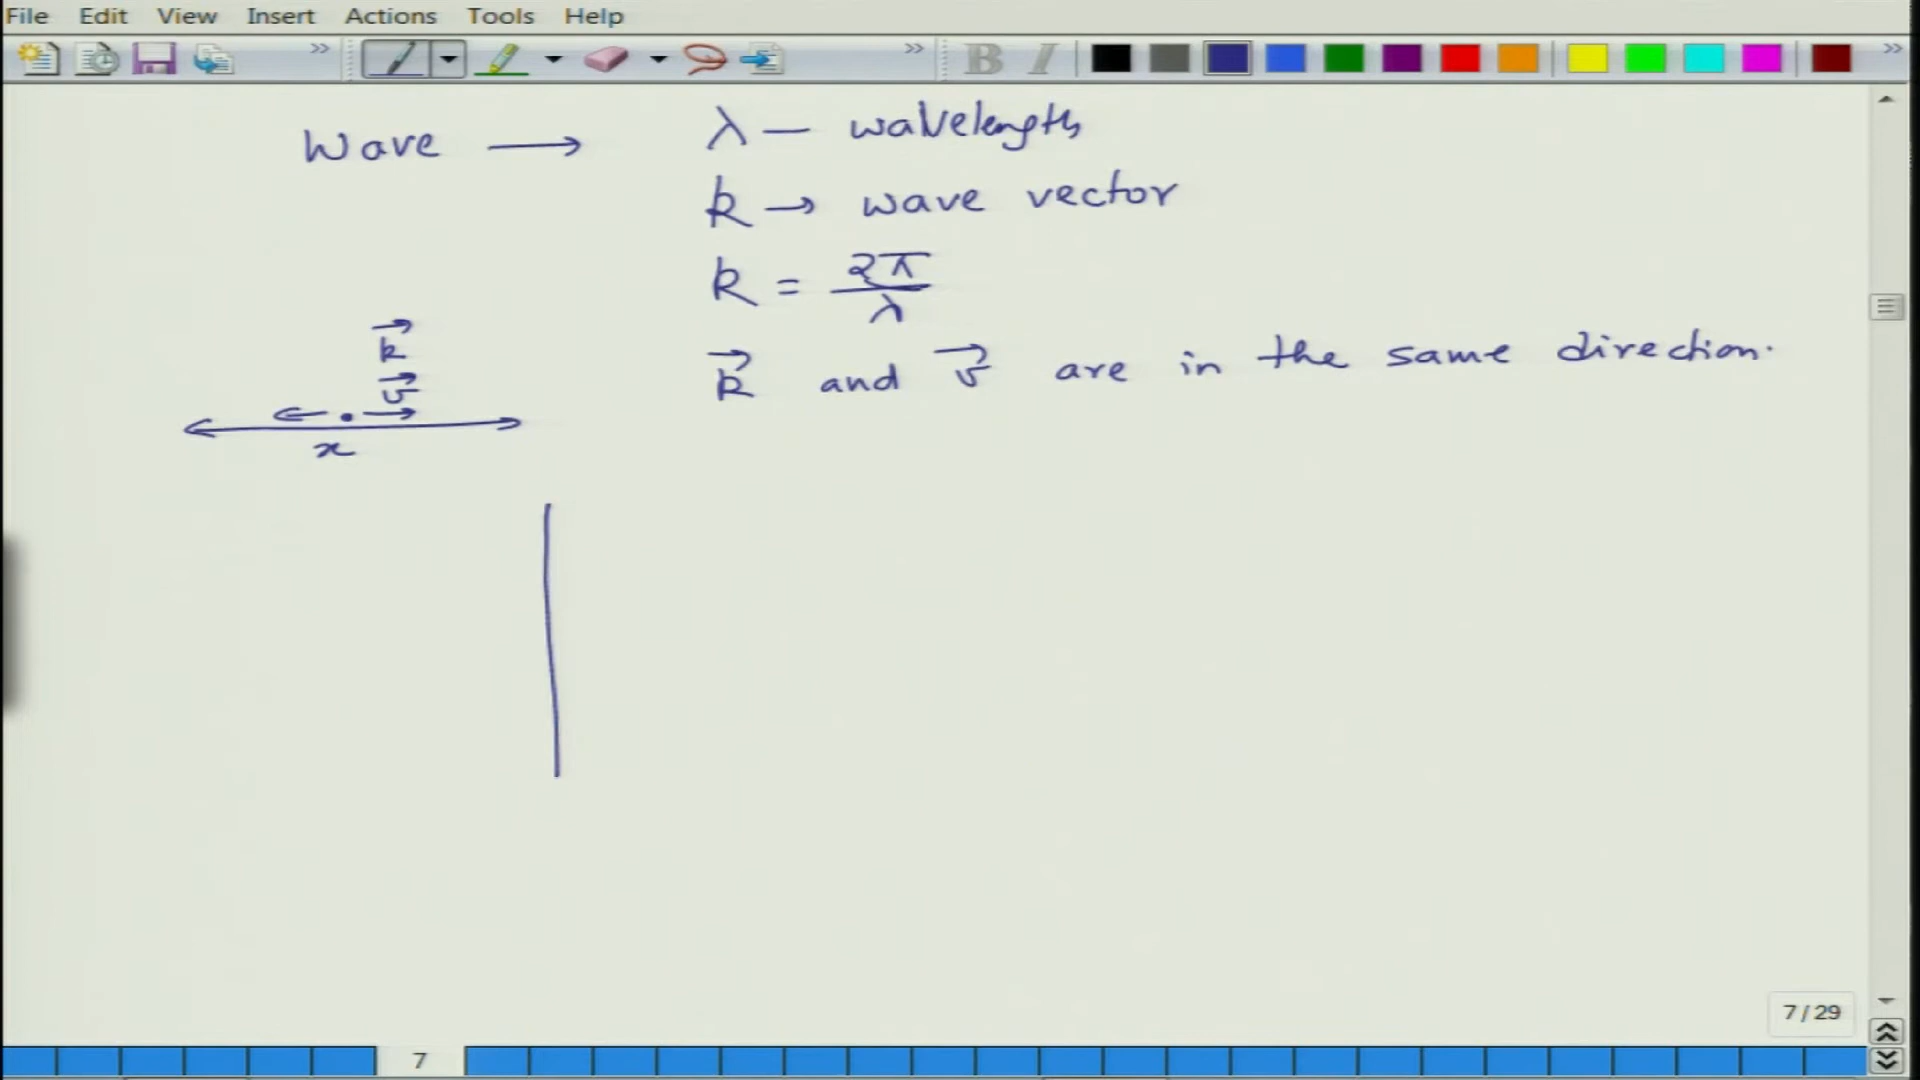 File Edit View Insert Actions Tools Help
B I
Wave → λ — wavelength
k → wave vector
k = 2π/λ
k⃗ and v⃗ are in the same direction.
k⃗
v⃗
x
7/29
7